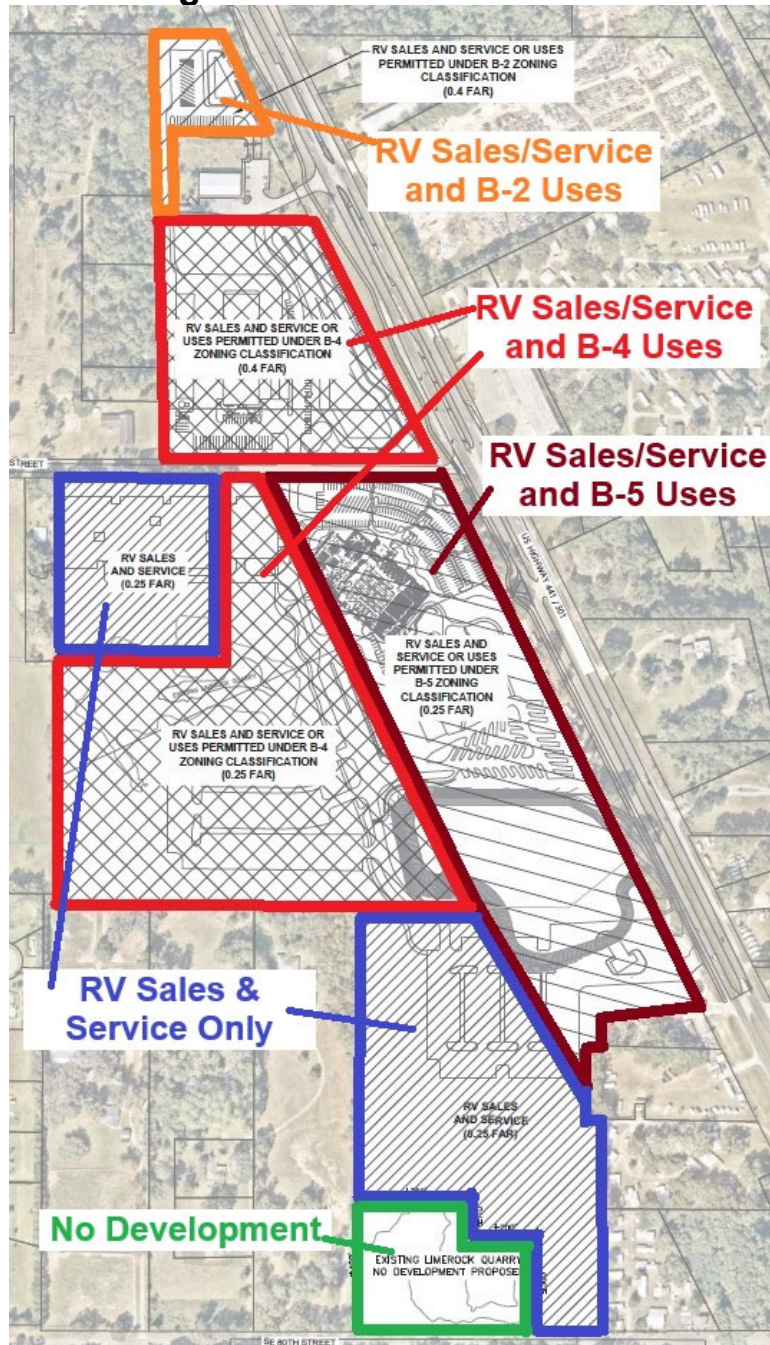 RV SALES AND SERVICE OR USES
PERMITTED UNDER B-2 ZONING
CLASSIFICATION
(0.4 FAR)
RV Sales/Service
and B-2 Uses
RV SALES AND SERVICE OR
USES PERMITTED UNDER B-4
ZONING CLASSIFICATION
(0.4 FAR)
RV Sales/Service
and B-4 Uses
STREET
RV Sales/Service
and B-5 Uses
US HIGHWAY 441 /301
RV SALES
AND SERVICE
(0.25 FAR)
RV SALES AND
SERVICE OR USES
PERMITTED UNDER
B-5 ZONING
CLASSIFICATION
(0.25 FAR)
RV SALES AND SERVICE OR
USES PERMITTED UNDER B-4
ZONING CLASSIFICATION
(0.25 FAR)
RV Sales &
Service Only
RV SALES
AND SERVICE
(0.25 FAR)
No Development
EXISTING LIMEROCK QUARRY
NO DEVELOPMENT PROPOSED
SE 80TH STREET